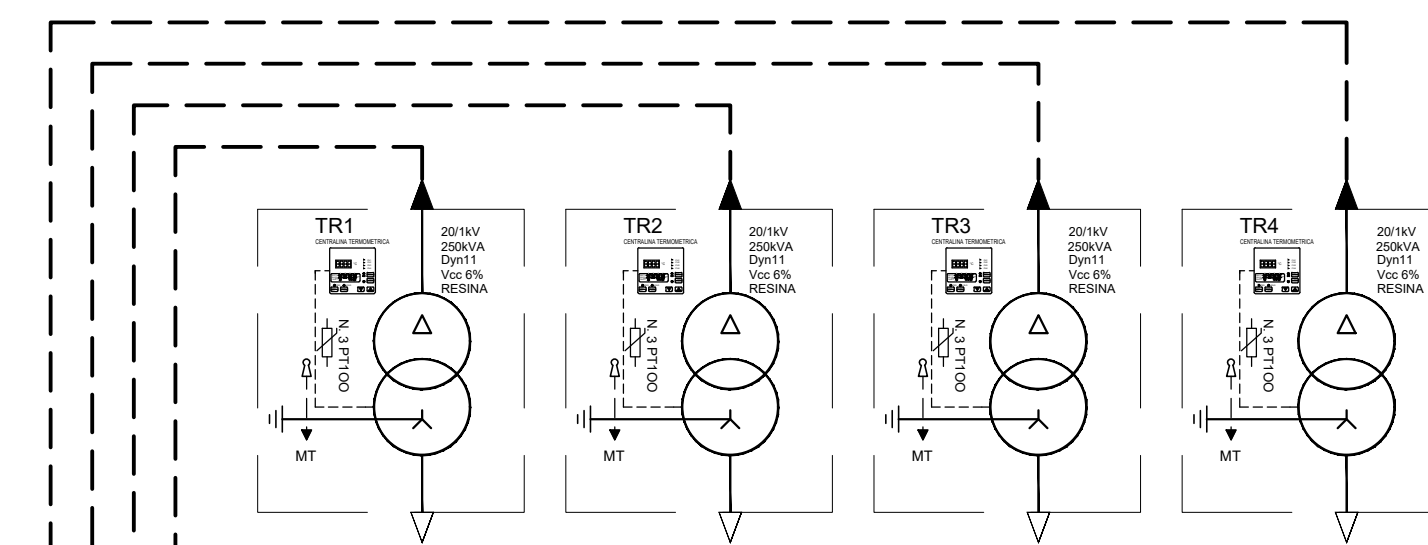 TR1
CENTRALINA TERMOMETRICA
20/1kV
250kVA
Dyn11
Vcc 6%
RESINA
N. 3 PT100
MT
TR2
CENTRALINA TERMOMETRICA
20/1kV
250kVA
Dyn11
Vcc 6%
RESINA
N. 3 PT100
MT
TR3
CENTRALINA TERMOMETRICA
20/1kV
250kVA
Dyn11
Vcc 6%
RESINA
N. 3 PT100
MT
TR4
CENTRALINA TERMOMETRICA
20/1kV
250kVA
Dyn11
Vcc 6%
RESINA
N. 3 PT100
MT